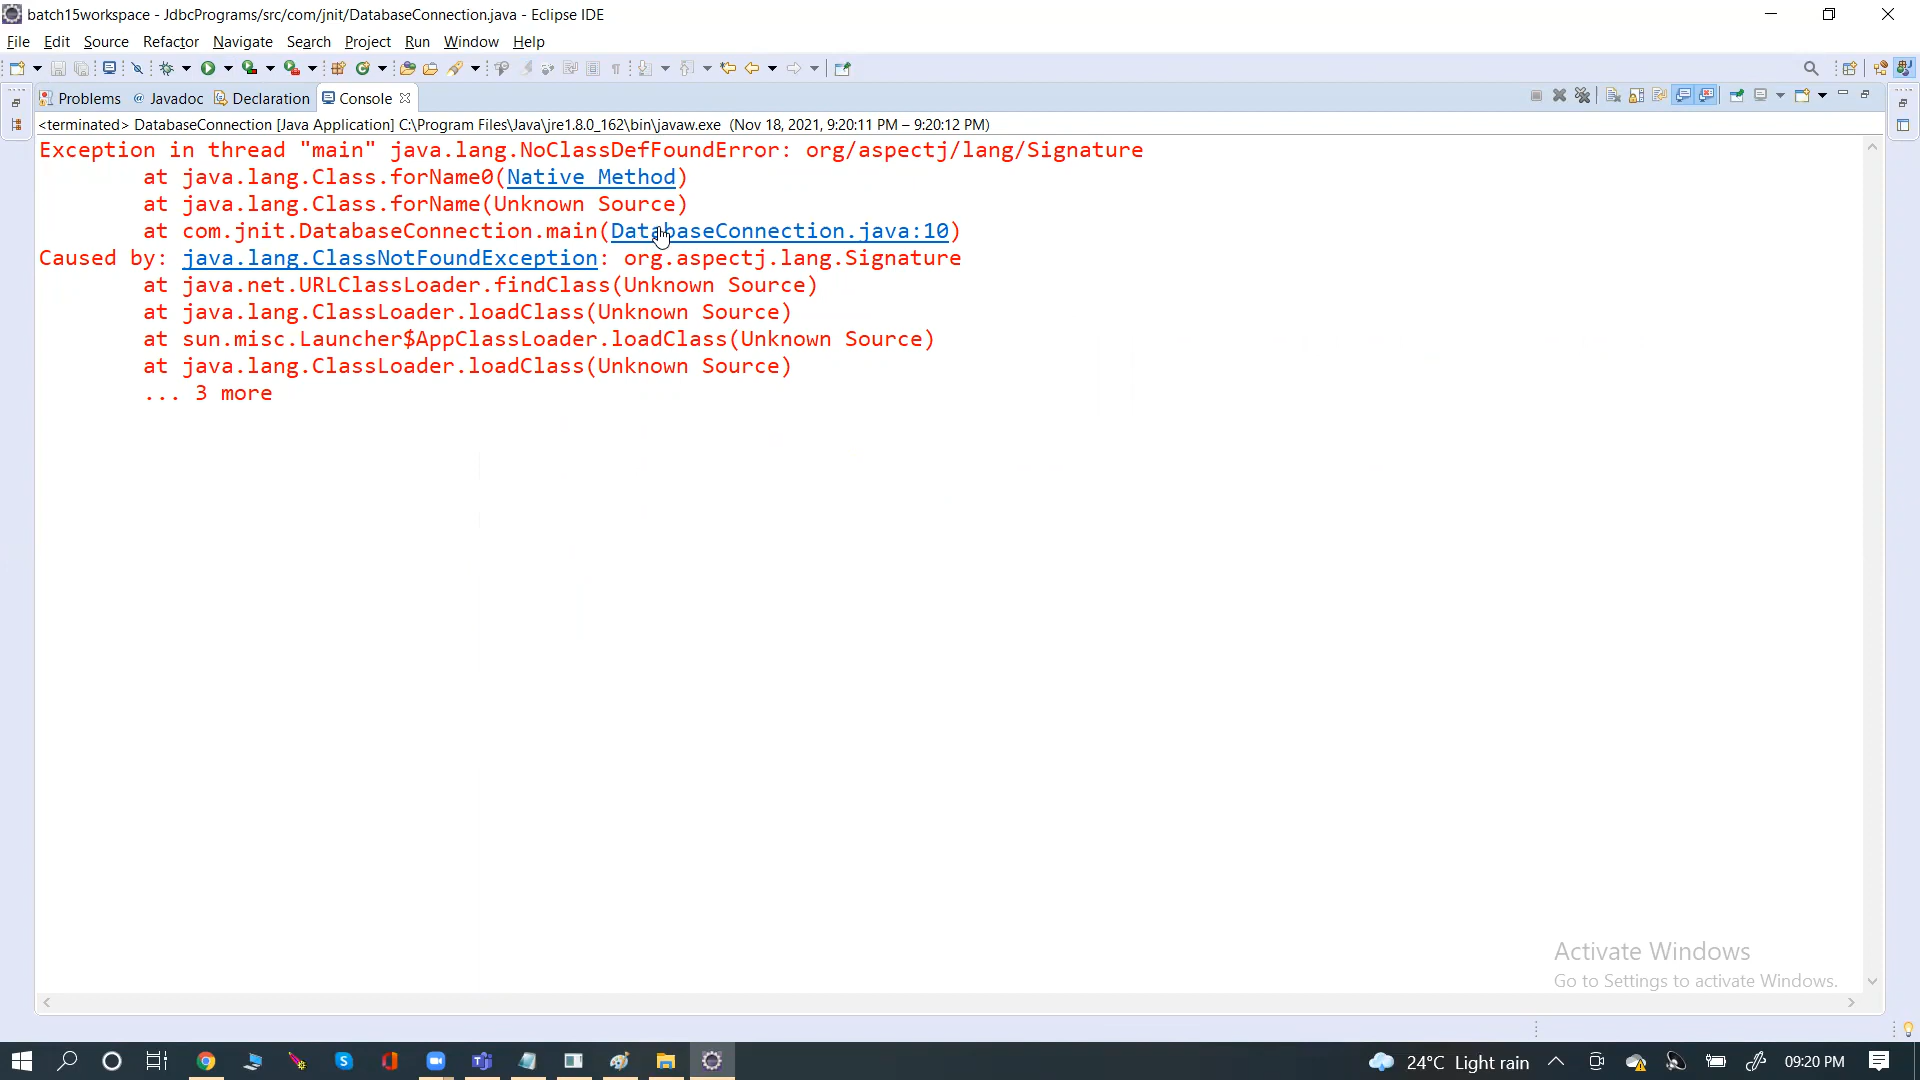 batch15workspace - JdbcPrograms/src/com/jnit/DatabaseConnection.java - Eclipse IDE
File Edit Source Refactor Navigate Search Project Run Window Help
Problems @ Javadoc Declaration Console
<terminated> DatabaseConnection [Java Application] C:\Program Files\Java\jre1.8.0_162\bin\javaw.exe (Nov 18, 2021, 9:20:11 PM – 9:20:12 PM)
Exception in thread "main" java.lang.NoClassDefFoundError: org/aspectj/lang/Signature
at java.lang.Class.forName0(Native Method)
at java.lang.Class.forName(Unknown Source)
at com.jnit.DatabaseConnection.main(DatabaseConnection.java:10)
Caused by: java.lang.ClassNotFoundException: org.aspectj.lang.Signature
at java.net.URLClassLoader.findClass(Unknown Source)
at java.lang.ClassLoader.loadClass(Unknown Source)
at sun.misc.Launcher$AppClassLoader.loadClass(Unknown Source)
at java.lang.ClassLoader.loadClass(Unknown Source)
... 3 more
Activate Windows
Go to Settings to activate Windows.
24°C Light rain 09:20 PM